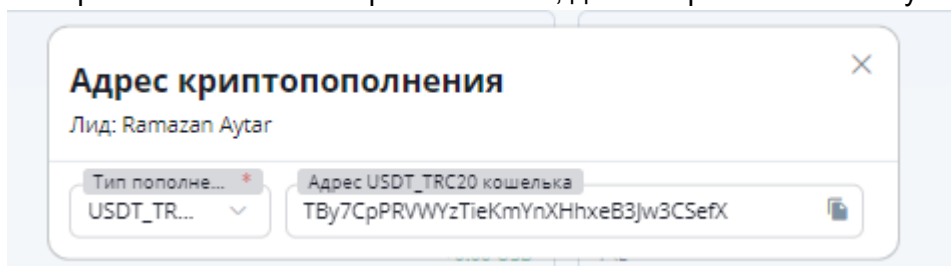 Адрес криптопополнения
Лид: Ramazan Aytar
Тип пополне... *
Адрес USDT_TRC20 кошелька
USDT_TR...
TBy7CpPRVWYzTieKmYnXHhxeB3Jw3CSefX